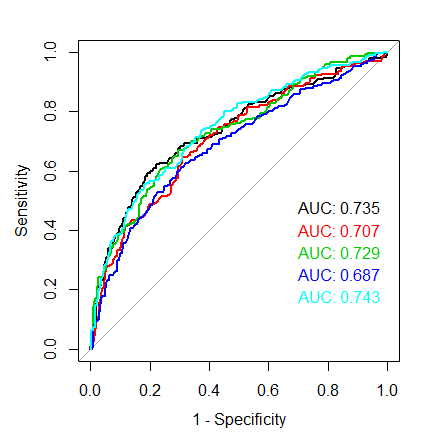 1.0
0.8
0.6
0.4
0.2
0.0
Sensitivity
AUC: 0.735
AUC: 0.707
AUC: 0.729
AUC: 0.687
AUC: 0.743
0.0 0.2 0.4 0.6 0.8 1.0
1 - Specificity